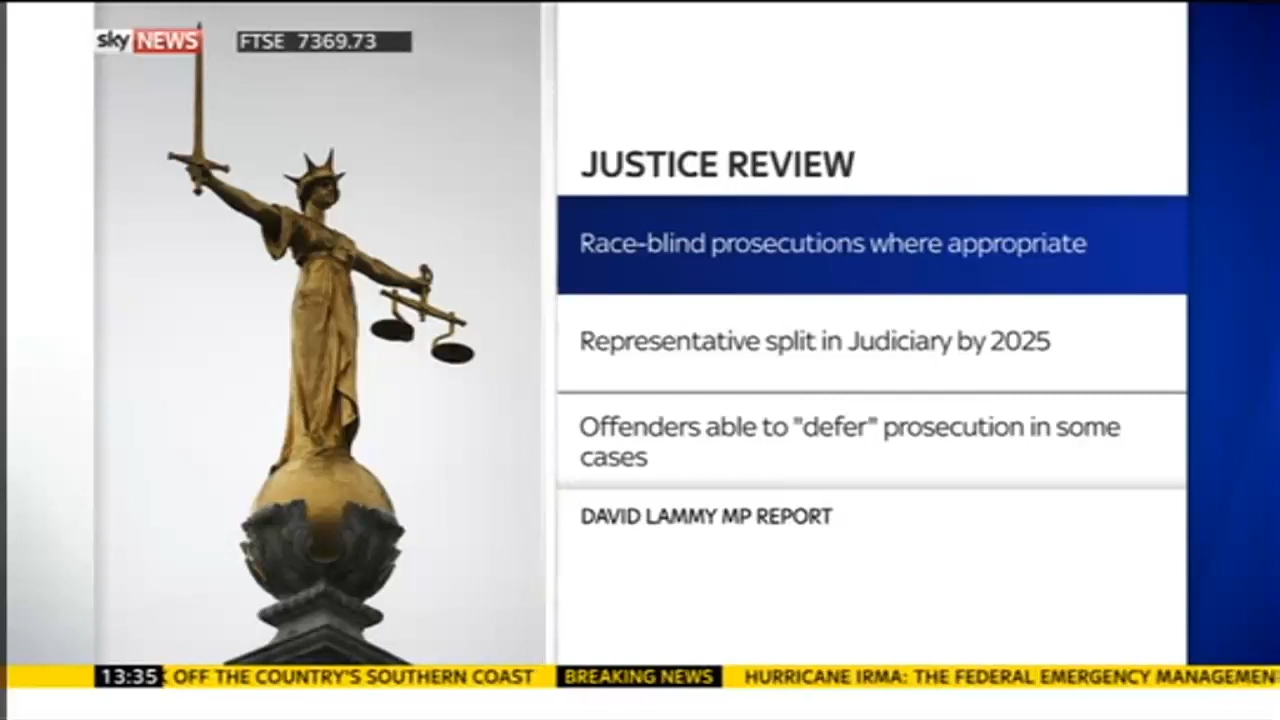 sky NEWS
FTSE 7369.73
JUSTICE REVIEW
Race-blind prosecutions where appropriate
Representative split in Judiciary by 2025
Offenders able to "defer" prosecution in some
cases
DAVID LAMMY MP REPORT
13:35 OFF THE COUNTRY'S SOUTHERN COAST BREAKING NEWS HURRICANE IRMA: THE FEDERAL EMERGENCY MANAGEMEN